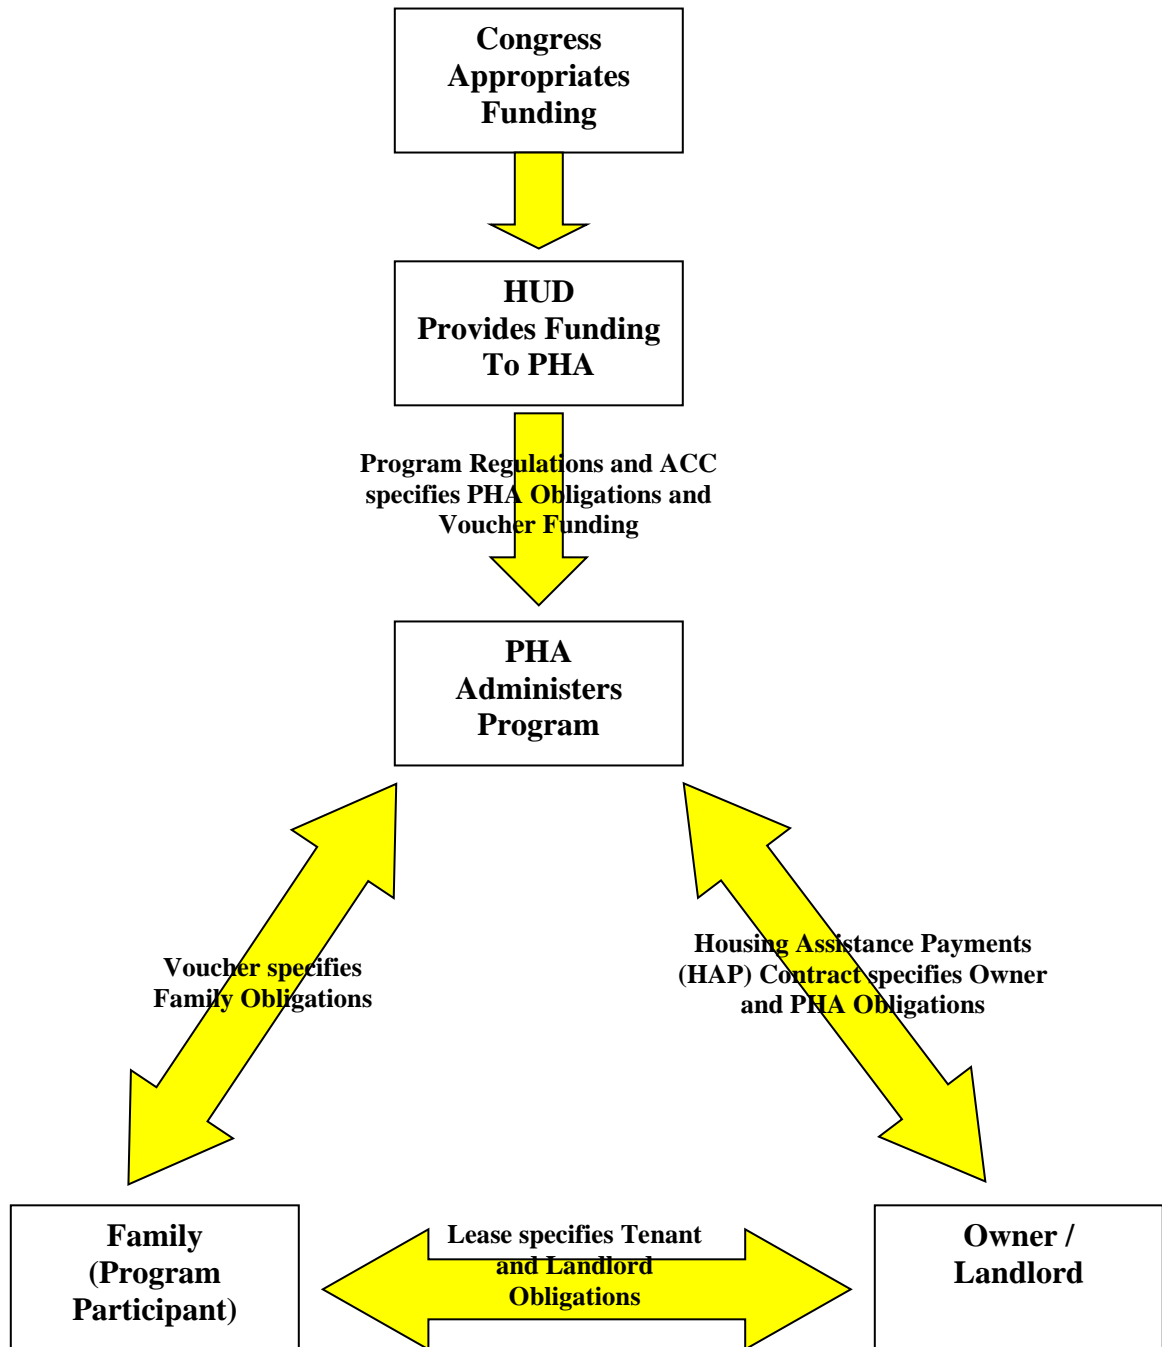 Congress
Appropriates
Funding
HUD
Provides Funding
To PHA
Program Regulations and ACC
specifies PHA Obligations and
Voucher Funding
PHA
Administers
Program
Voucher specifies
Family Obligations
Housing Assistance Payments
(HAP) Contract specifies Owner
and PHA Obligations
Family
(Program
Participant)
Lease specifies Tenant
and Landlord
Obligations
Owner /
Landlord